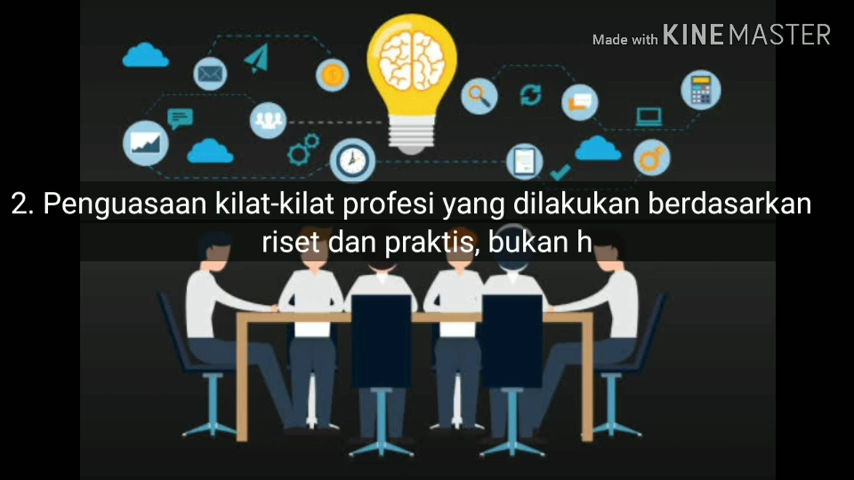 Made with KINEMASTER
2. Penguasaan kilat-kilat profesi yang dilakukan berdasarkan
riset dan praktis, bukan h